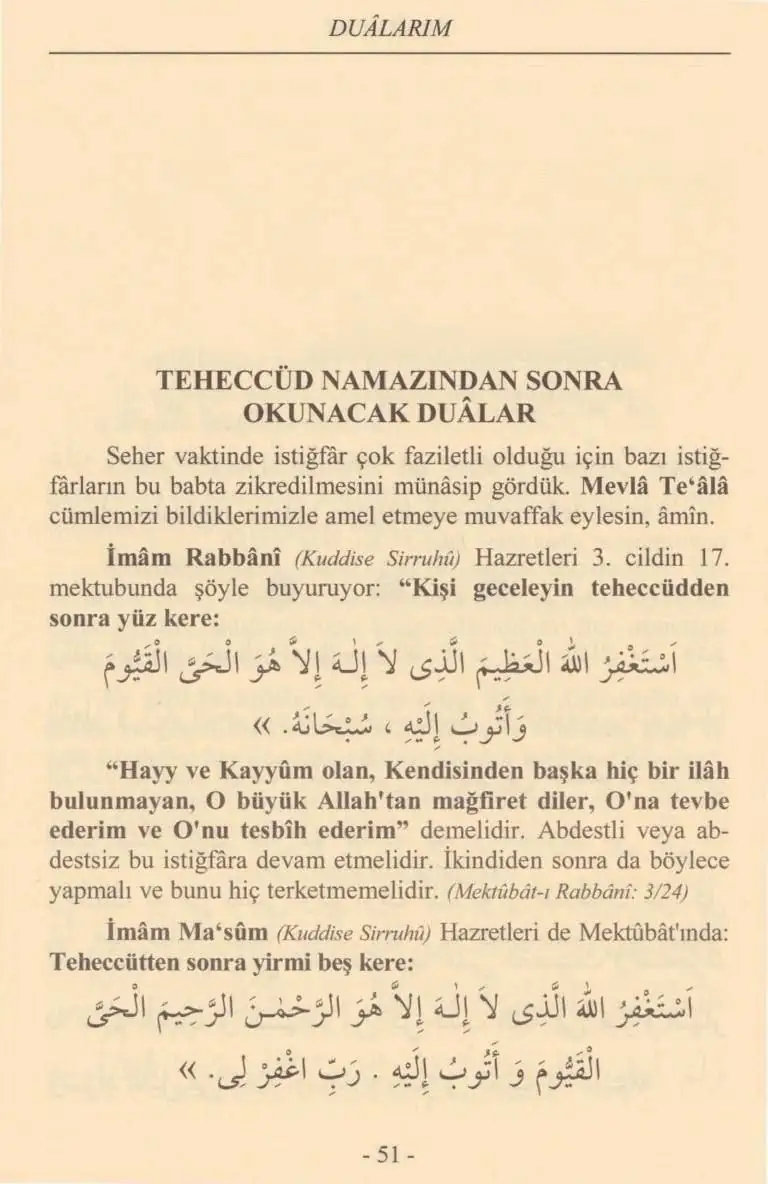 DUÂLARIM
TEHECCÜD NAMAZINDAN SONRA
OKUNACAK DUÂLAR
Seher vaktinde istiğfâr çok faziletli olduğu için bazı istiğ-
fârların bu babta zikredilmesini münâsip gördük. Mevlâ Te‘âlâ
cümlemizi bildiklerimizle amel etmeye muvaffak eylesin, âmîn.
İmâm Rabbânî (Kuddise Sirruhû) Hazretleri 3. cildin 17.
mektubunda şöyle buyuruyor: “Kişi geceleyin teheccüdden
sonra yüz kere:
اَسْتَغْفِرُ اللهَ الْعَظِيمَ الَّذِى لاَ إِلٰهَ إِلاَّ هُوَ الْحَىَّ الْقَيُّومَ
وَأَتُوبُ إِلَيْهِ ، سُبْحَانَهُ. »
“Hayy ve Kayyûm olan, Kendisinden başka hiç bir ilâh
bulunmayan, O büyük Allah'tan mağfiret diler, O'na tevbe
ederim ve O'nu tesbîh ederim” demelidir. Abdestli veya ab-
destsiz bu istiğfâra devam etmelidir. İkindiden sonra da böylece
yapmalı ve bunu hiç terketmemelidir. (Mektûbât-ı Rabbânî: 3/24)
İmâm Ma‘sûm (Kuddise Sirruhû) Hazretleri de Mektûbât'ında:
Teheccütten sonra yirmi beş kere:
اَسْتَغْفِرُ اللهَ الَّذِى لاَ إِلٰهَ إِلاَّ هُوَ الرَّحْمٰنَ الرَّحِيمَ الْحَىَّ
الْقَيُّومَ وَ أَتُوبُ إِلَيْهِ . رَبِّ اغْفِرْ لِى. »
- 51 -